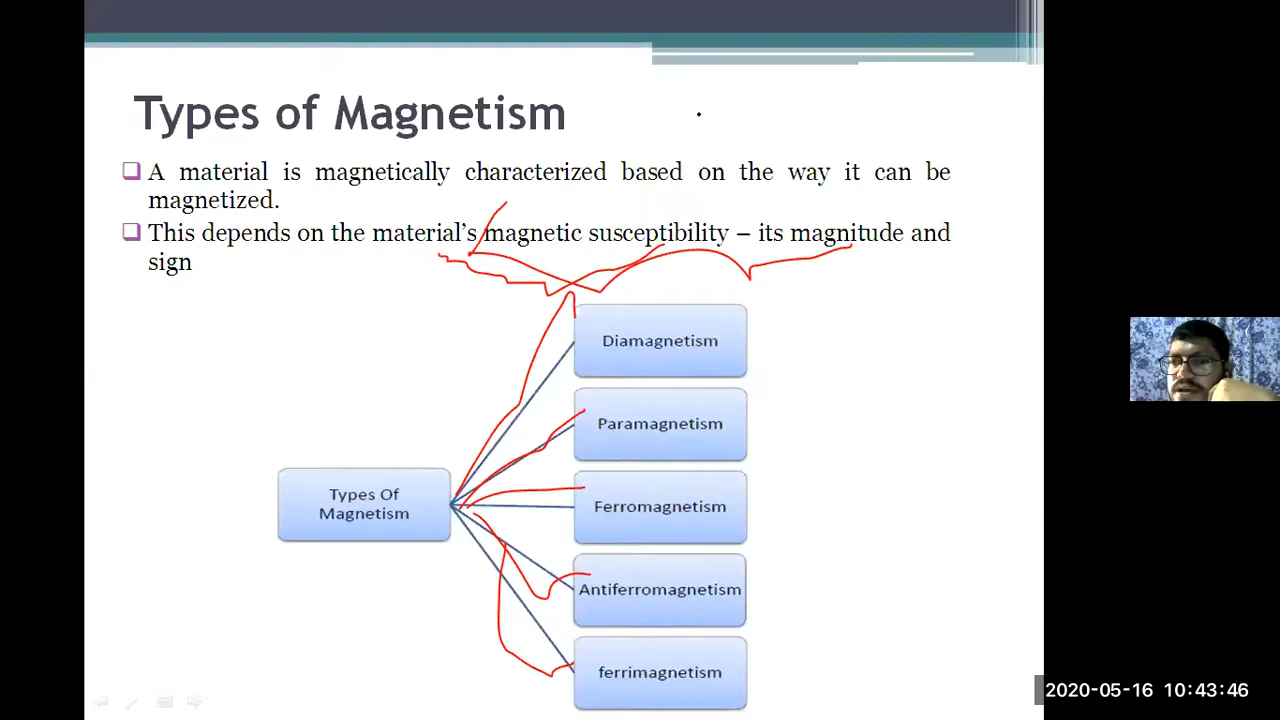 Types of Magnetism
A material is magnetically characterized based on the way it can be
magnetized.
This depends on the material's magnetic susceptibility – its magnitude and
sign
Diamagnetism
Paramagnetism
Types Of
Magnetism
Ferromagnetism
Antiferromagnetism
ferrimagnetism
2020-05-16 10:43:46